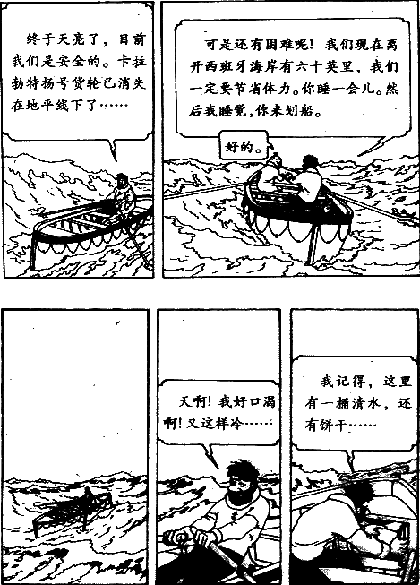 终于天亮了，目前
我们是安全的。卡拉
勃特扬号货轮已消失
在地平线下了……
可是还有困难呢！我们现在离
开西班牙海岸有六十英里，我们
一定要节省体力。你睡一会儿。然
后我睡觉，你来划船。
好的。
天啊！我好口渴
啊！又这样冷……
我记得，这里
有一桶清水，还
有饼干……